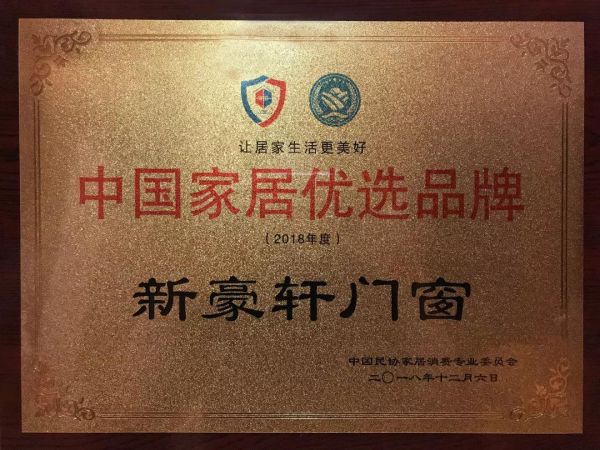 让居家生活更美好
中国家居优选品牌
（2018年度）
新豪轩门窗
中国民协家居消费专业委员会
二〇一八年十二月六日